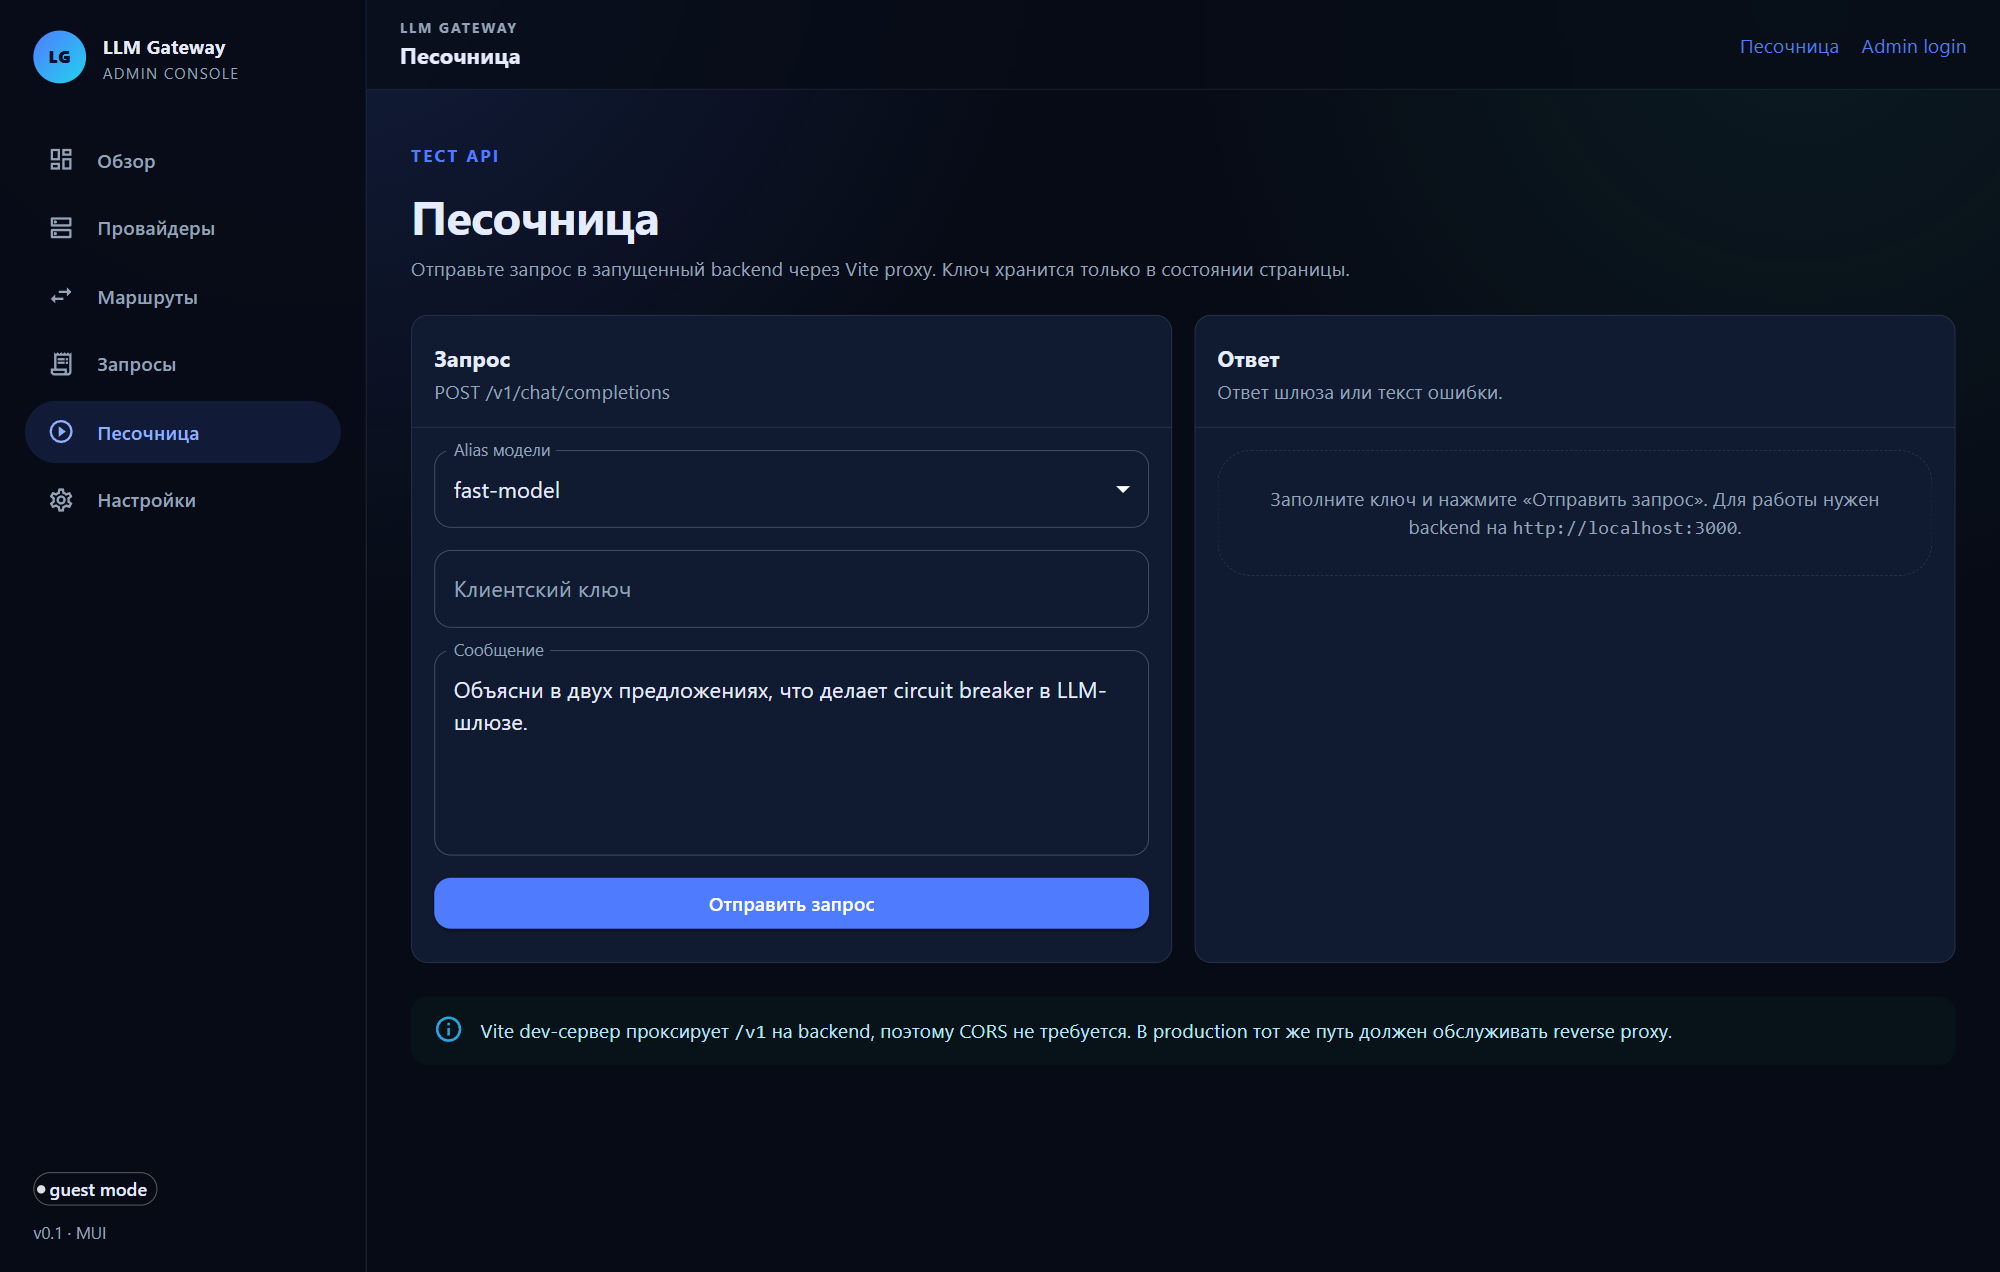 LG
LLM Gateway
ADMIN CONSOLE
Обзор
Провайдеры
Маршруты
Запросы
Песочница
Настройки
guest mode
v0.1 · MUI
LLM GATEWAY
Песочница
Песочница
Admin login
ТЕСТ API
Песочница
Отправьте запрос в запущенный backend через Vite proxy. Ключ хранится только в состоянии страницы.
Запрос
POST /v1/chat/completions
Alias модели
fast-model
Клиентский ключ
Сообщение
Объясни в двух предложениях, что делает circuit breaker в LLM-
шлюзе.
Отправить запрос
Ответ
Ответ шлюза или текст ошибки.
Заполните ключ и нажмите «Отправить запрос». Для работы нужен
backend на http://localhost:3000.
Vite dev-сервер проксирует /v1 на backend, поэтому CORS не требуется. В production тот же путь должен обслуживать reverse proxy.